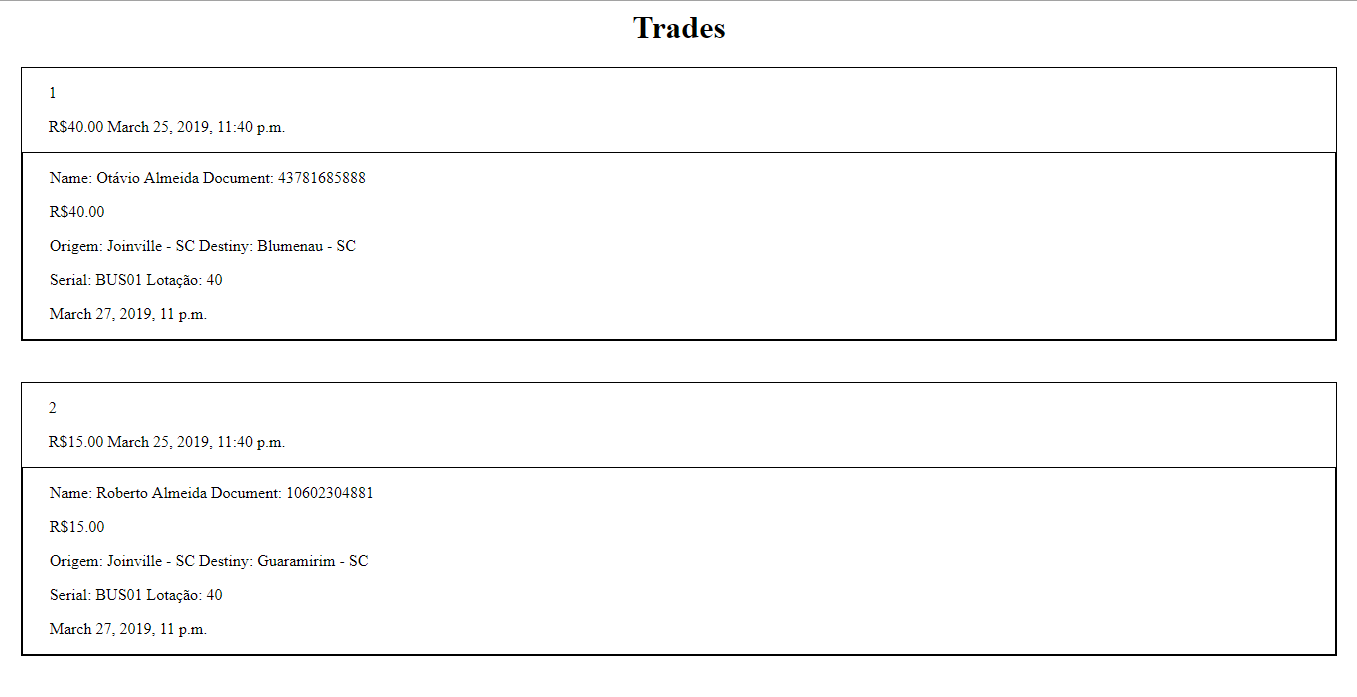 Trades
1
R$40.00 March 25, 2019, 11:40 p.m.
Name: Otávio Almeida Document: 43781685888
R$40.00
Origem: Joinville - SC Destiny: Blumenau - SC
Serial: BUS01 Lotação: 40
March 27, 2019, 11 p.m.
2
R$15.00 March 25, 2019, 11:40 p.m.
Name: Roberto Almeida Document: 10602304881
R$15.00
Origem: Joinville - SC Destiny: Guaramirim - SC
Serial: BUS01 Lotação: 40
March 27, 2019, 11 p.m.